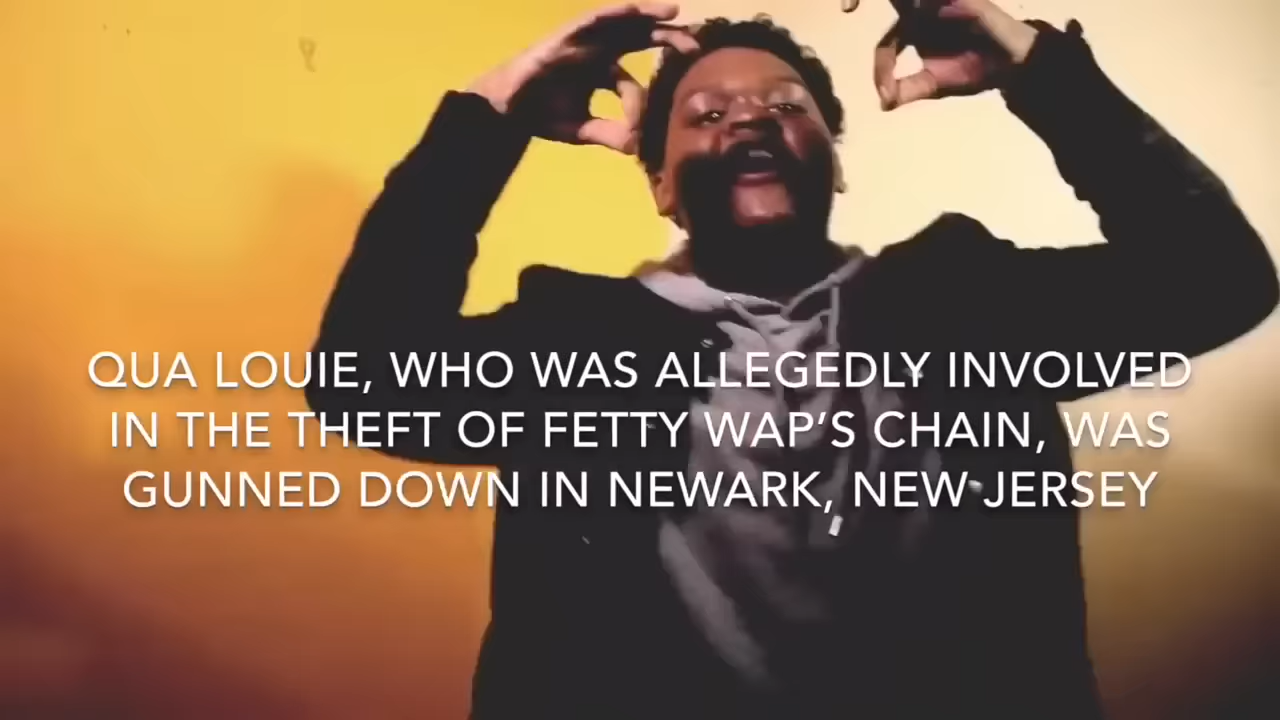 QUA LOUIE, WHO WAS ALLEGEDLY INVOLVED
IN THE THEFT OF FETTY WAP’S CHAIN, WAS
GUNNED DOWN IN NEWARK, NEW JERSEY